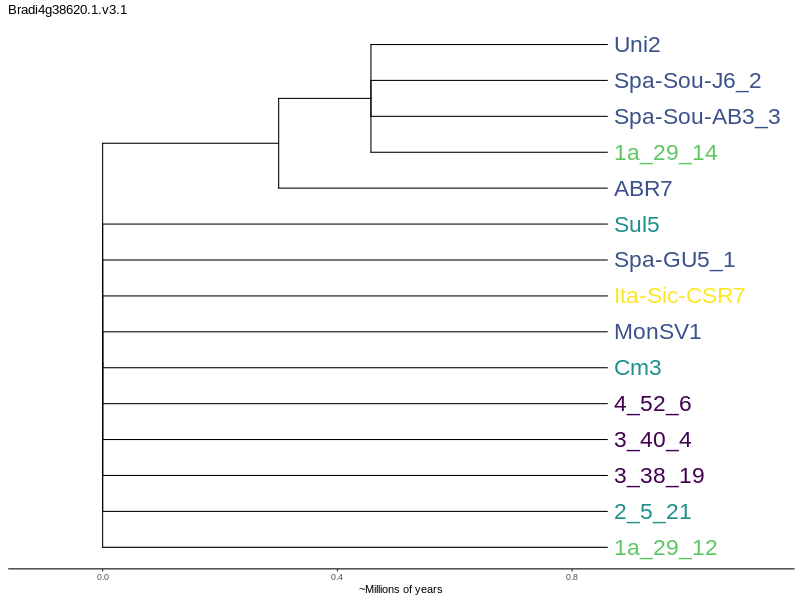 Bradi4g38620.1.v3.1
Uni2
Spa-Sou-J6_2
Spa-Sou-AB3_3
1a_29_14
ABR7
Sul5
Spa-GU5_1
Ita-Sic-CSR7
MonSV1
Cm3
4_52_6
3_40_4
3_38_19
2_5_21
1a_29_12
0.0 0.4 0.8
~Millions of years